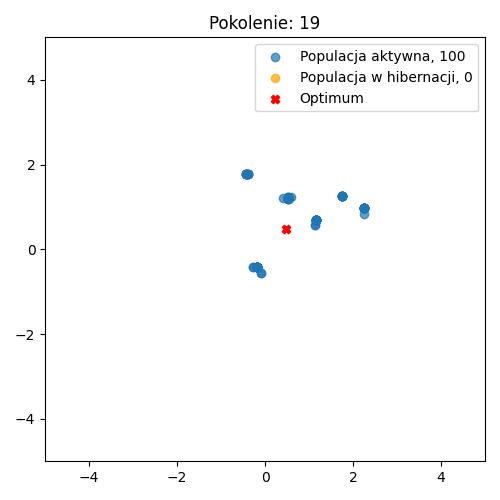 Pokolenie: 19
Populacja aktywna, 100
Populacja w hibernacji, 0
Optimum
4
2
0
−2
−4
−4 −2 0 2 4